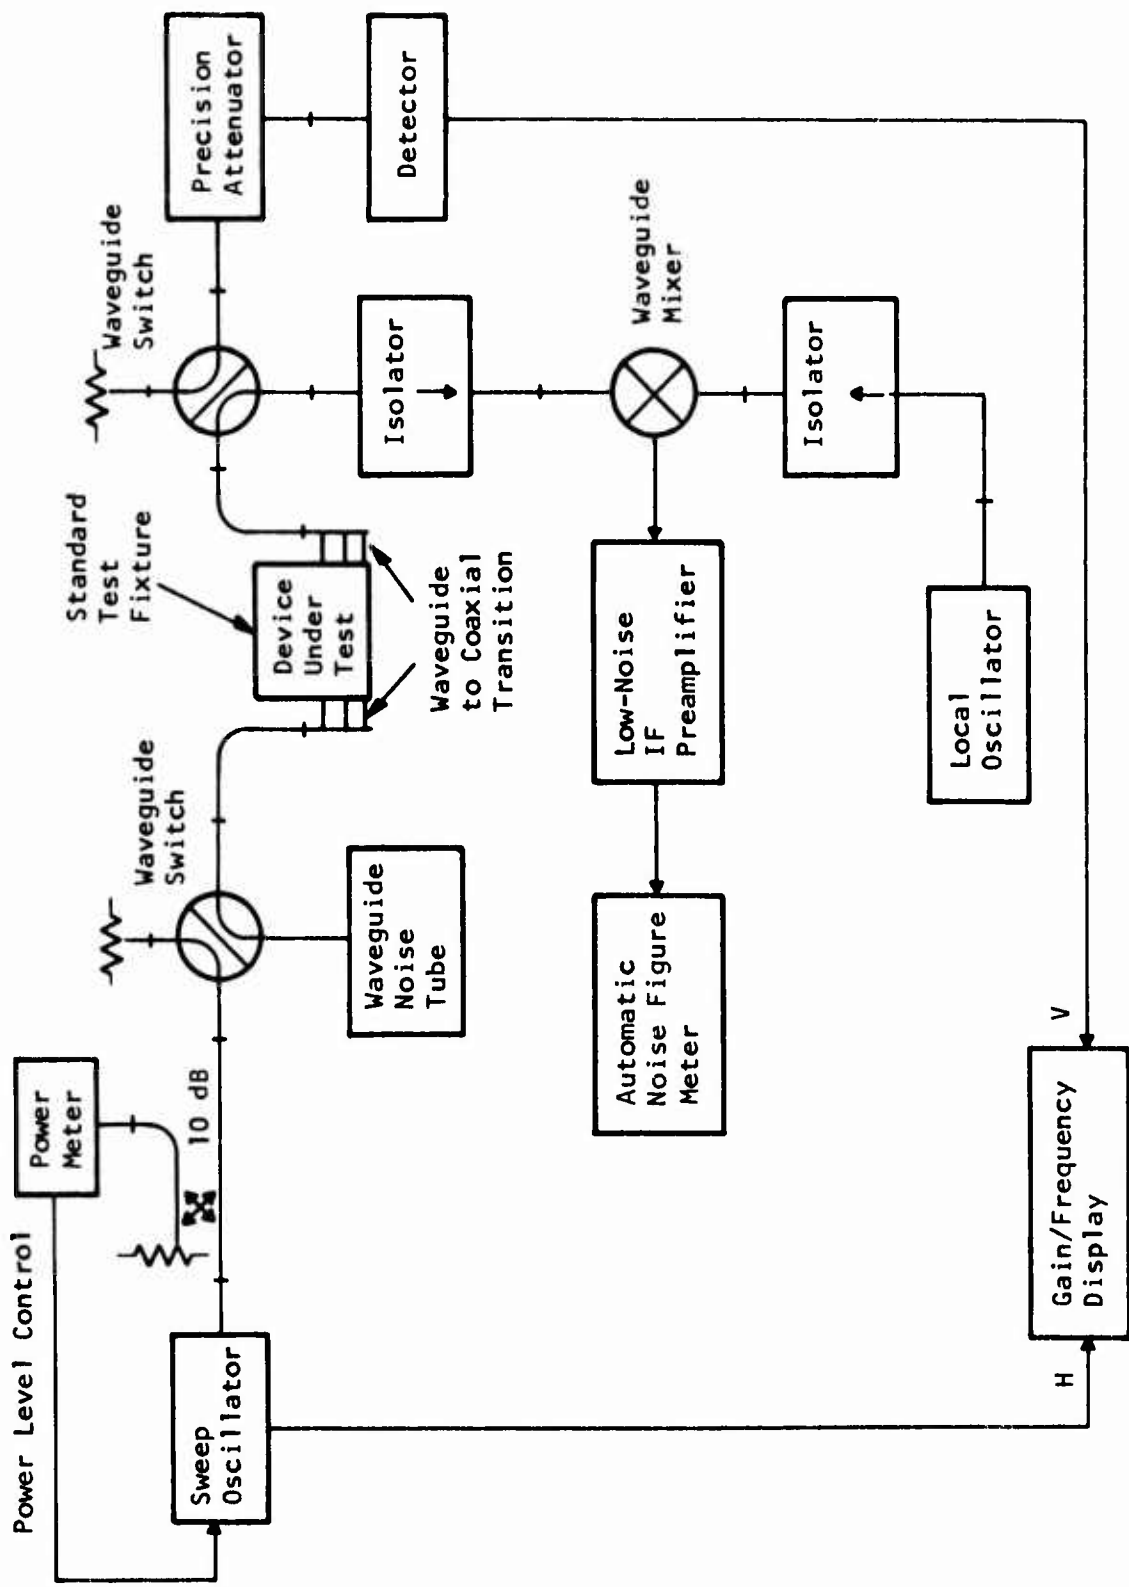 Power Level Control
Power
Meter
10 dB
Sweep
Oscillator
Waveguide
Switch
Waveguide
Noise
Tube
Standard
Test
Fixture
Device
Under
Test
Waveguide
to Coaxial
Transition
Waveguide
Switch
Precision
Attenuator
Detector
Isolator
Waveguide
Mixer
Isolator
Low-Noise
IF
Preamplifier
Automatic
Noise Figure
Meter
Local
Oscillator
H
Gain/Frequency
Display
V